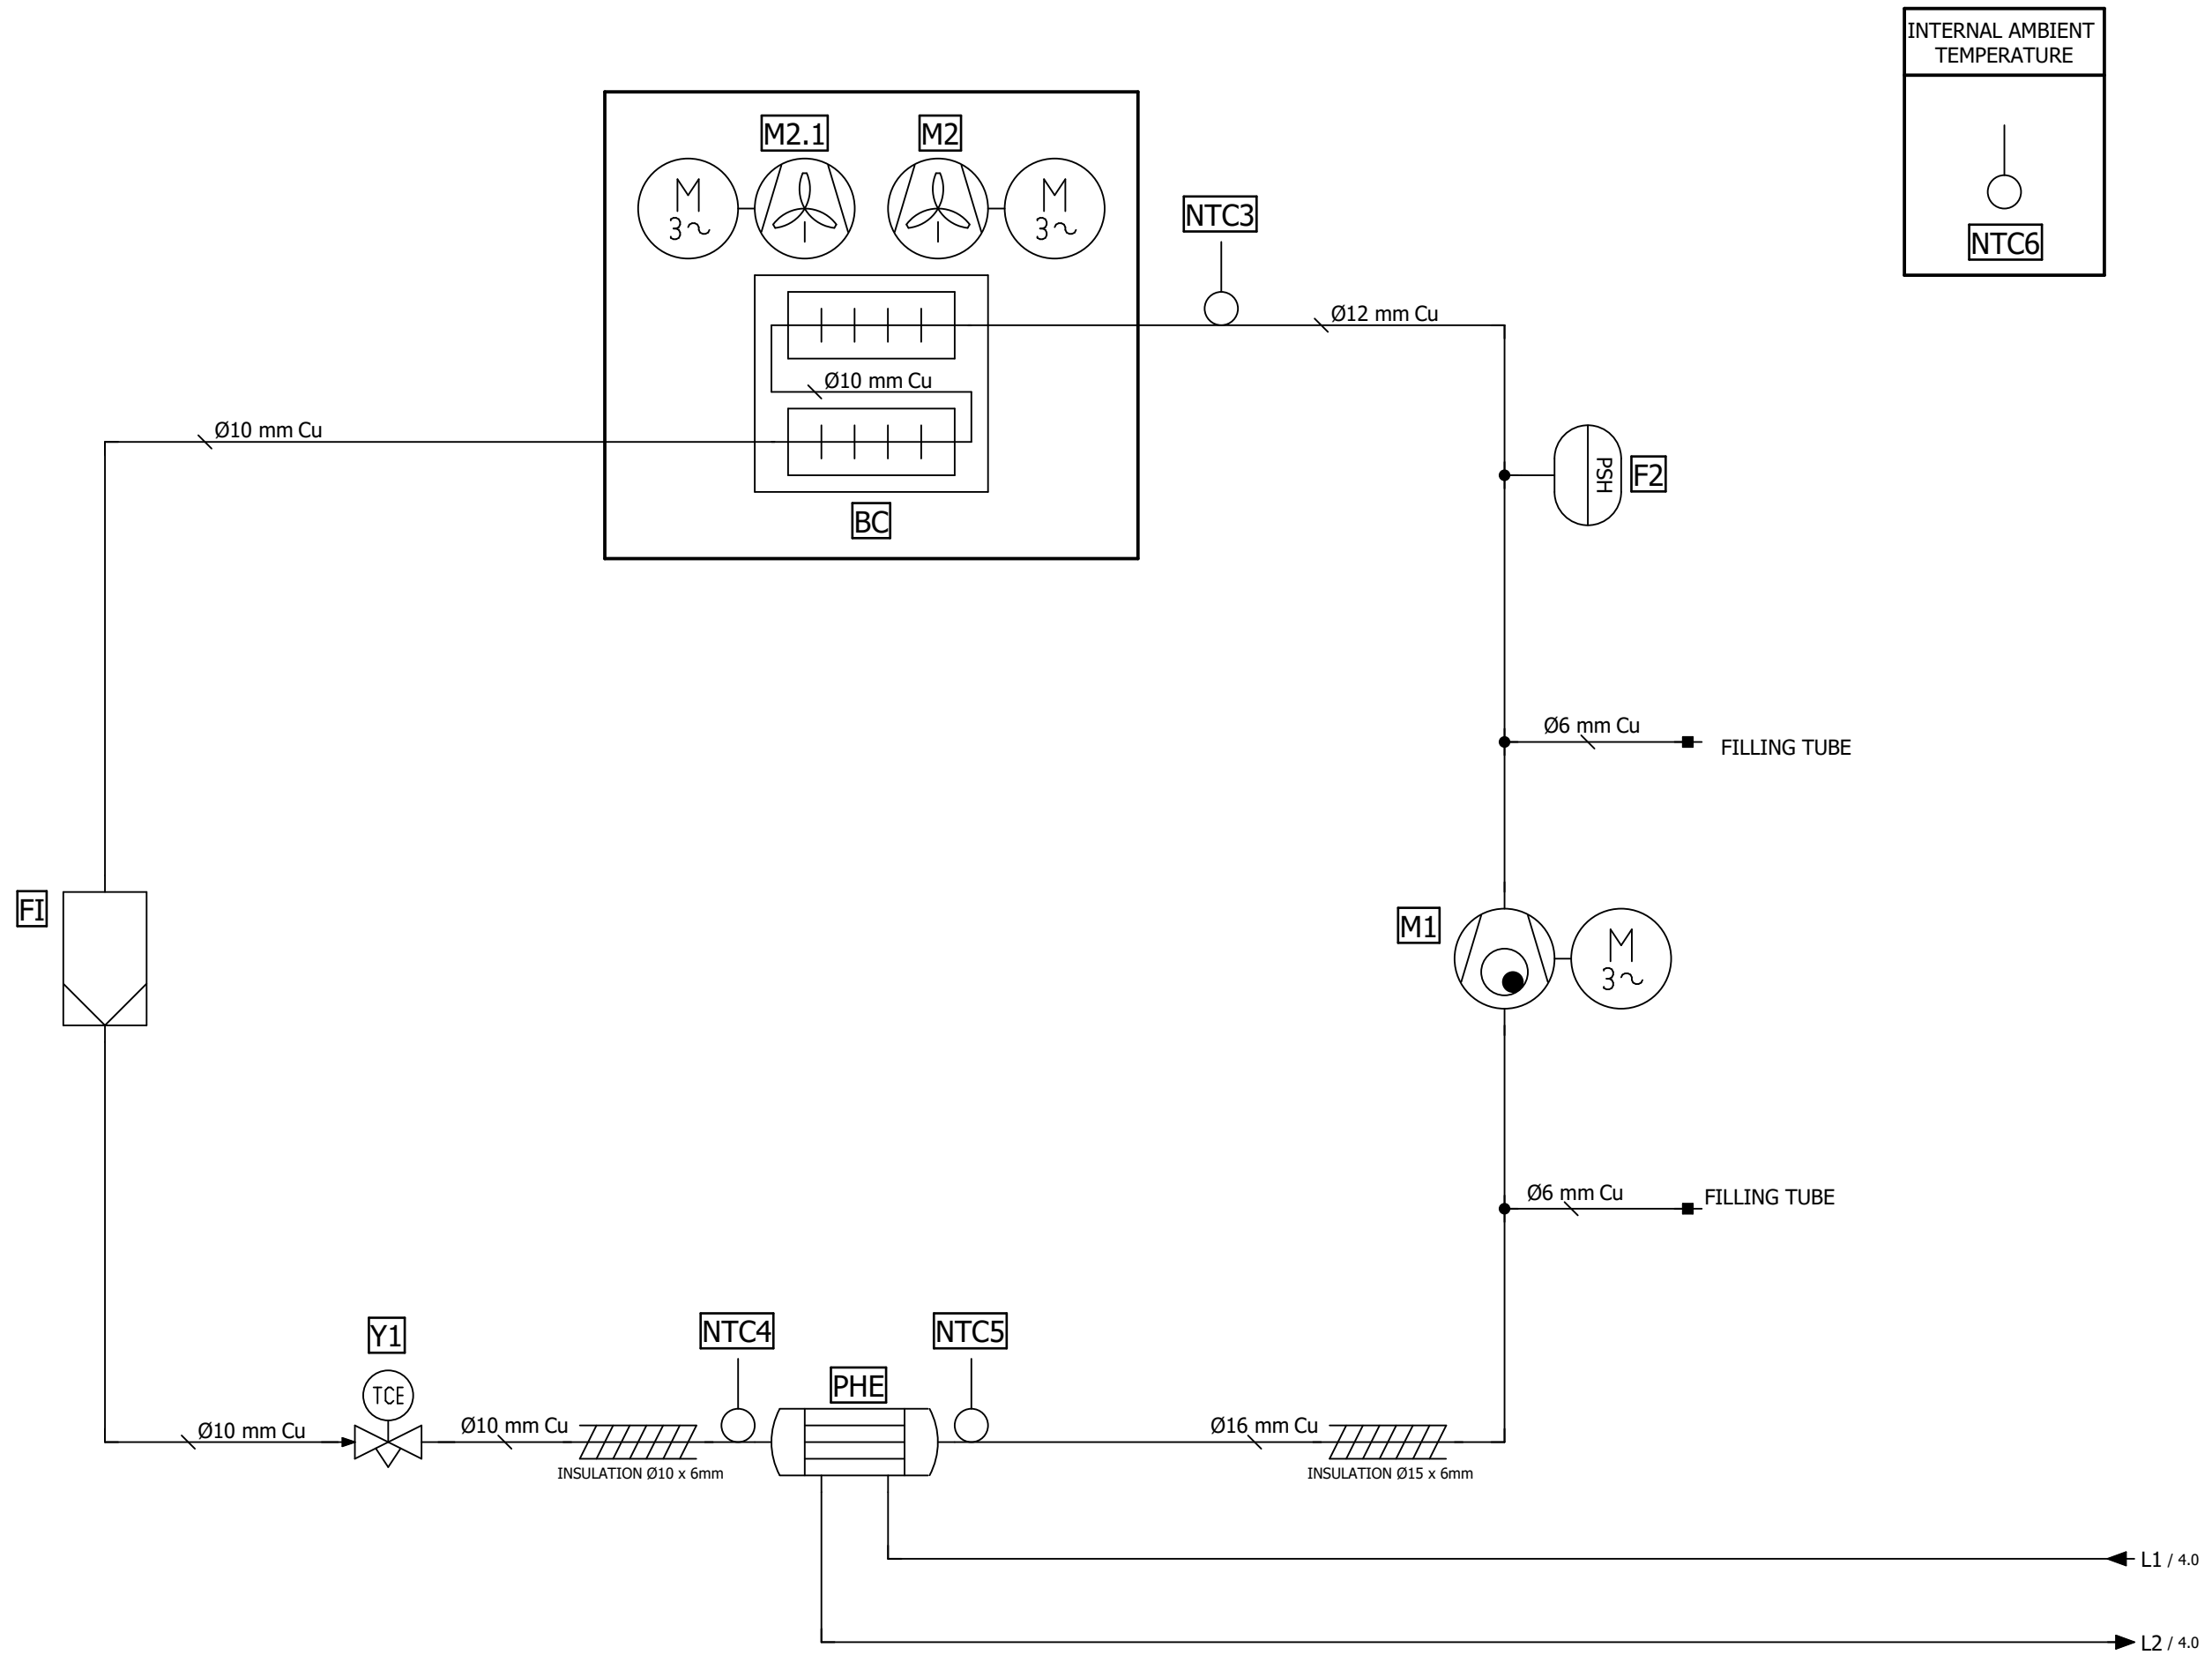 INTERNAL AMBIENT
TEMPERATURE
M2.1
M2
M
3~
M
3~
NTC3
NTC6
Ø12 mm Cu
Ø10 mm Cu
Ø10 mm Cu
PSH
F2
BC
Ø6 mm Cu
FILLING TUBE
FI
M1
M
3~
Ø6 mm Cu
FILLING TUBE
Y1
NTC4
NTC5
PHE
TCE
Ø10 mm Cu
Ø10 mm Cu
Ø16 mm Cu
INSULATION Ø10 x 6mm
INSULATION Ø15 x 6mm
L1 / 4.0
L2 / 4.0